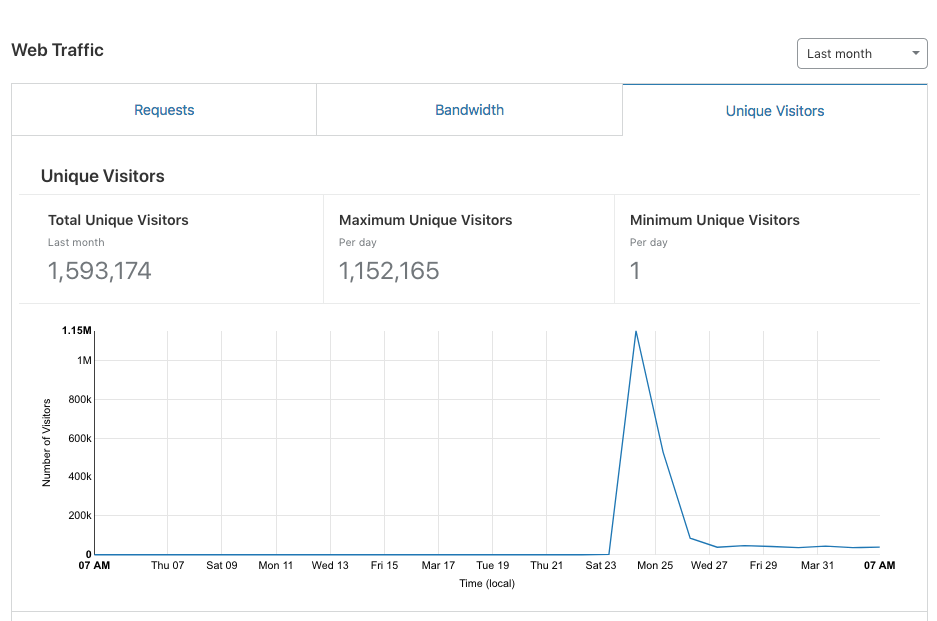 Web Traffic
Last month
Requests
Bandwidth
Unique Visitors
Unique Visitors
Total Unique Visitors
Last month
1,593,174
Maximum Unique Visitors
Per day
1,152,165
Minimum Unique Visitors
Per day
1
1.15M
1M
800k
600k
400k
200k
0
Number of Visitors
07 AM Thu 07 Sat 09 Mon 11 Wed 13 Fri 15 Mar 17 Tue 19 Thu 21 Sat 23 Mon 25 Wed 27 Fri 29 Mar 31 07 AM
Time (local)